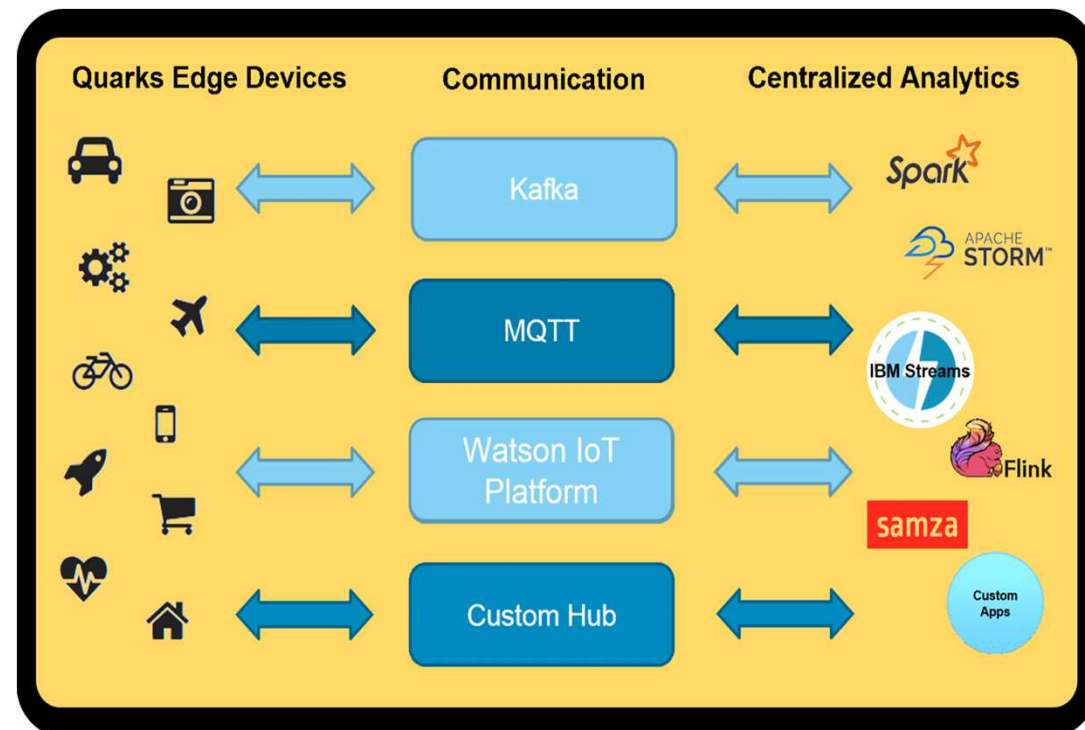 Quarks Edge Devices
Communication
Centralized Analytics
Kafka
Spark
APACHE
STORM™
MQTT
IBM Streams
Watson IoT
Platform
Flink
samza
Custom Hub
Custom
Apps